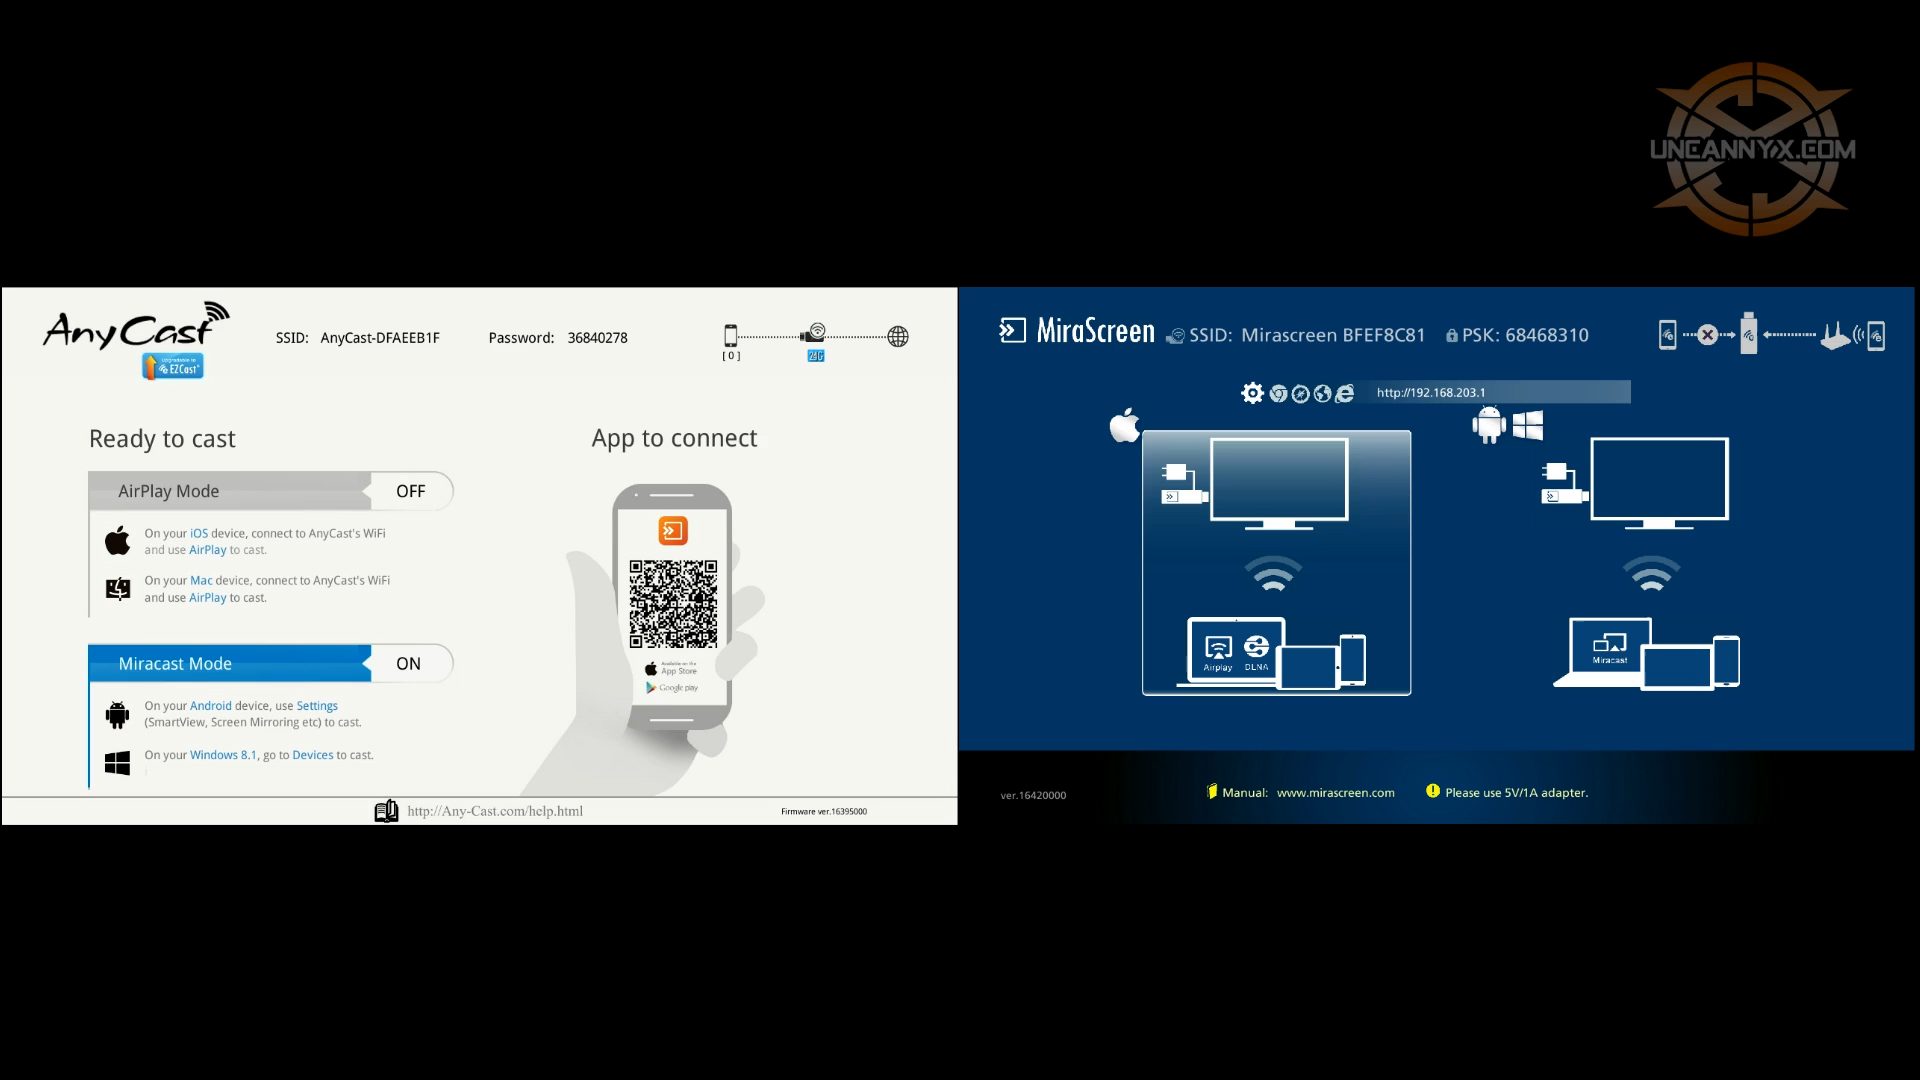 UNCANNYX.COM
AnyCast
Upgradable to
EZCast
SSID: AnyCast-DFAEEB1F
Password: 36840278
[ 0 ]
Ready to cast
AirPlay Mode
OFF
On your iOS device, connect to AnyCast's WiFi
and use AirPlay to cast.
On your Mac device, connect to AnyCast's WiFi
and use AirPlay to cast.
Miracast Mode
ON
On your Android device, use Settings
(SmartView, Screen Mirroring etc) to cast.
On your Windows 8.1, go to Devices to cast.
App to connect
Available on the
App Store
Google play
http://Any-Cast.com/help.html
Firmware ver.16395000
MiraScreen
SSID: Mirascreen BFEF8C81
PSK: 68468310
http://192.168.203.1
Airplay
DLNA
Miracast
ver.16420000
Manual: www.mirascreen.com
Please use 5V/1A adapter.